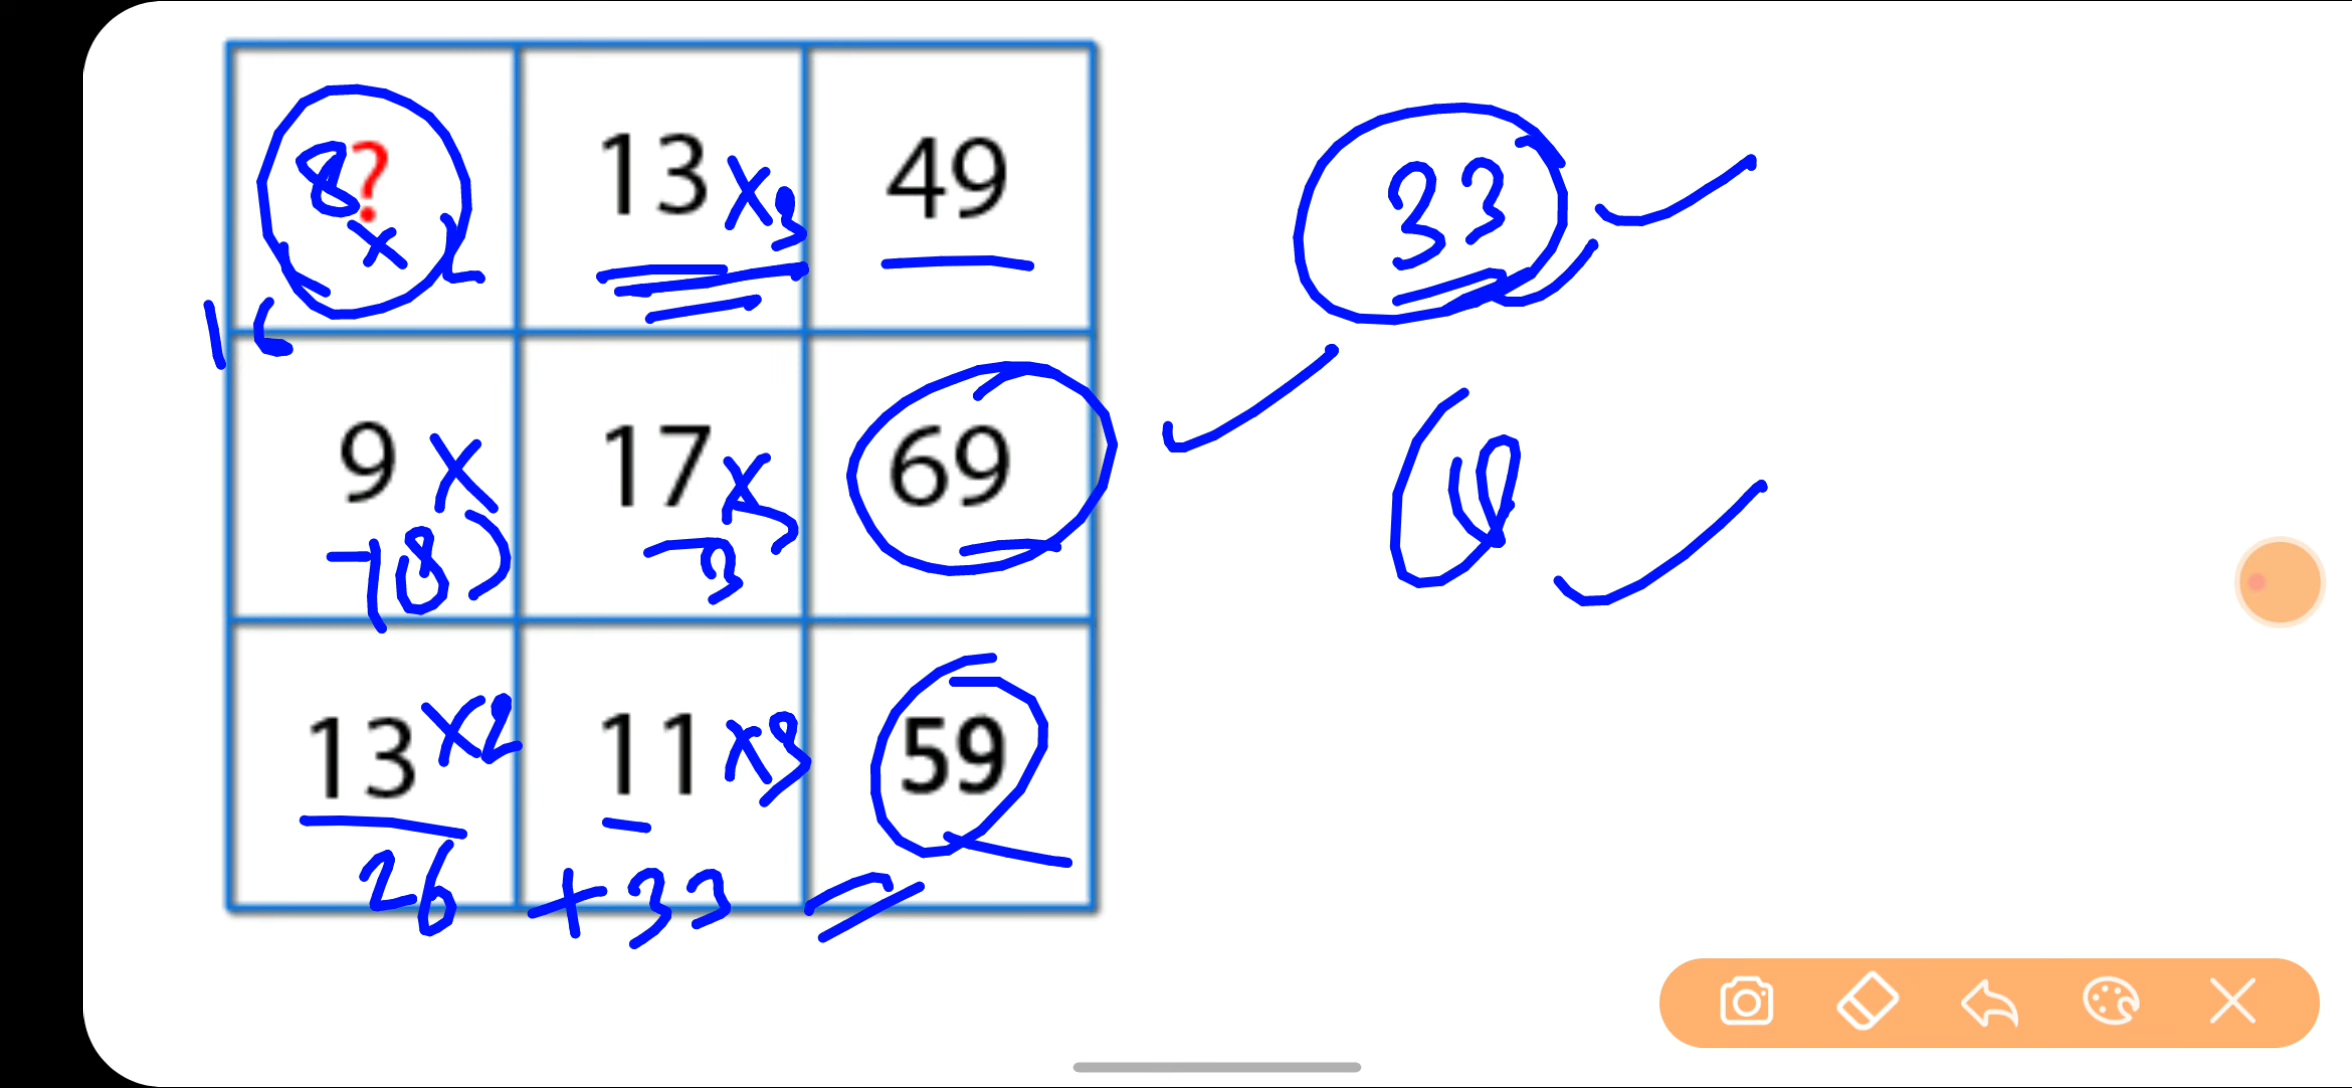 8? 13 x3 49 33
x2
16
9 x 17 x 69
18 3
13 x2 11 x3 59
26 + 33 =